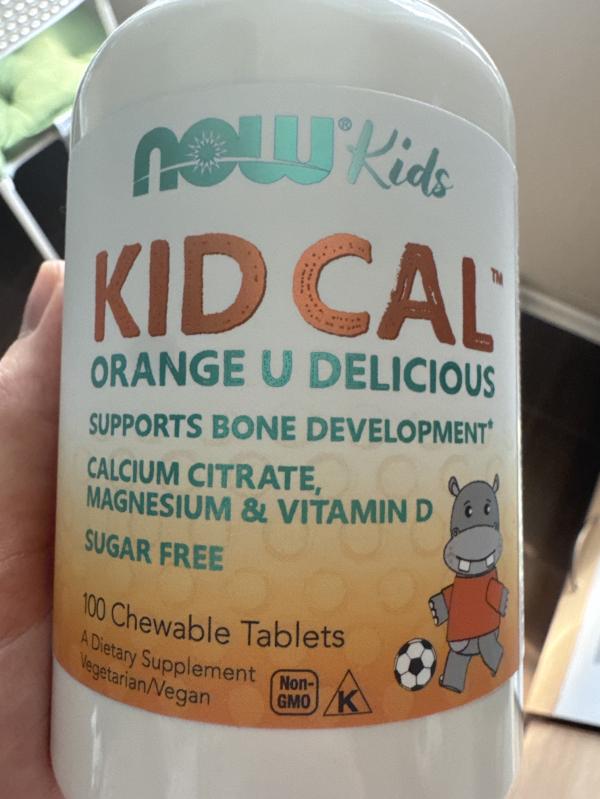 NOW® Kids
KID CAL™
ORANGE U DELICIOUS
SUPPORTS BONE DEVELOPMENT*
CALCIUM CITRATE,
MAGNESIUM & VITAMIN D
SUGAR FREE
100 Chewable Tablets
A Dietary Supplement
Vegetarian/Vegan
Non-
GMO
K